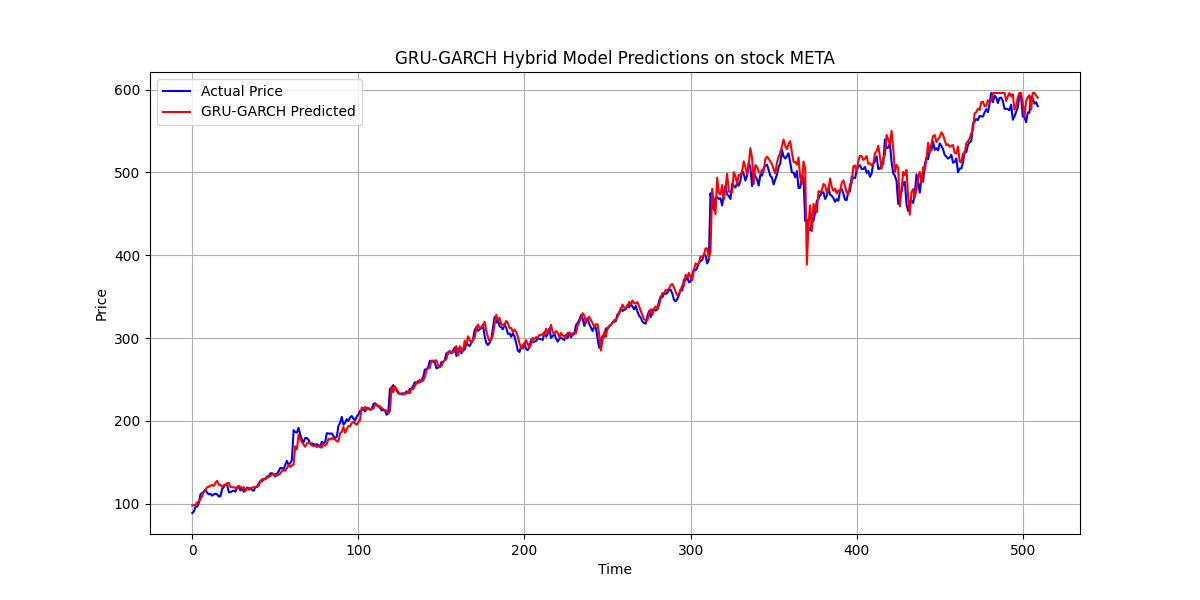 GRU-GARCH Hybrid Model Predictions on stock META
Actual Price
GRU-GARCH Predicted
600
500
400
300
200
100
Price
0 100 200 300 400 500
Time